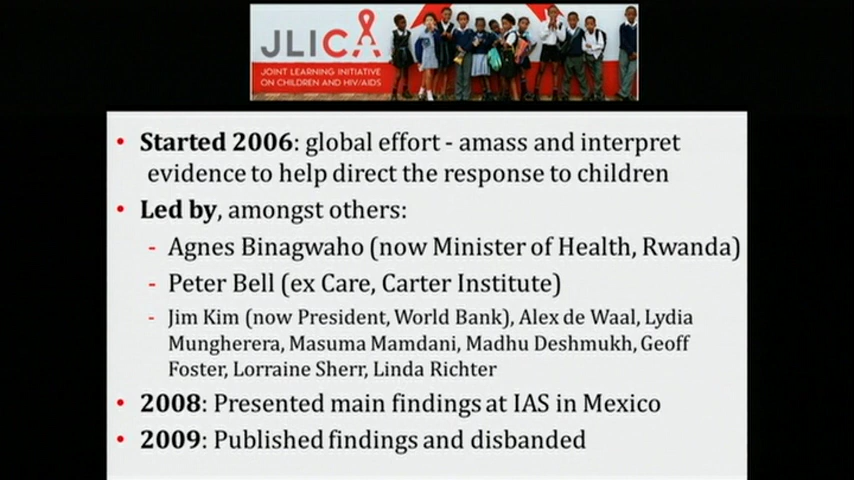 JLICA
JOINT LEARNING INITIATIVE
ON CHILDREN AND HIV/AIDS
• Started 2006: global effort - amass and interpret
evidence to help direct the response to children
• Led by, amongst others:
- Agnes Binagwaho (now Minister of Health, Rwanda)
- Peter Bell (ex Care, Carter Institute)
- Jim Kim (now President, World Bank), Alex de Waal, Lydia
Mungherera, Masuma Mamdani, Madhu Deshmukh, Geoff
Foster, Lorraine Sherr, Linda Richter
• 2008: Presented main findings at IAS in Mexico
• 2009: Published findings and disbanded